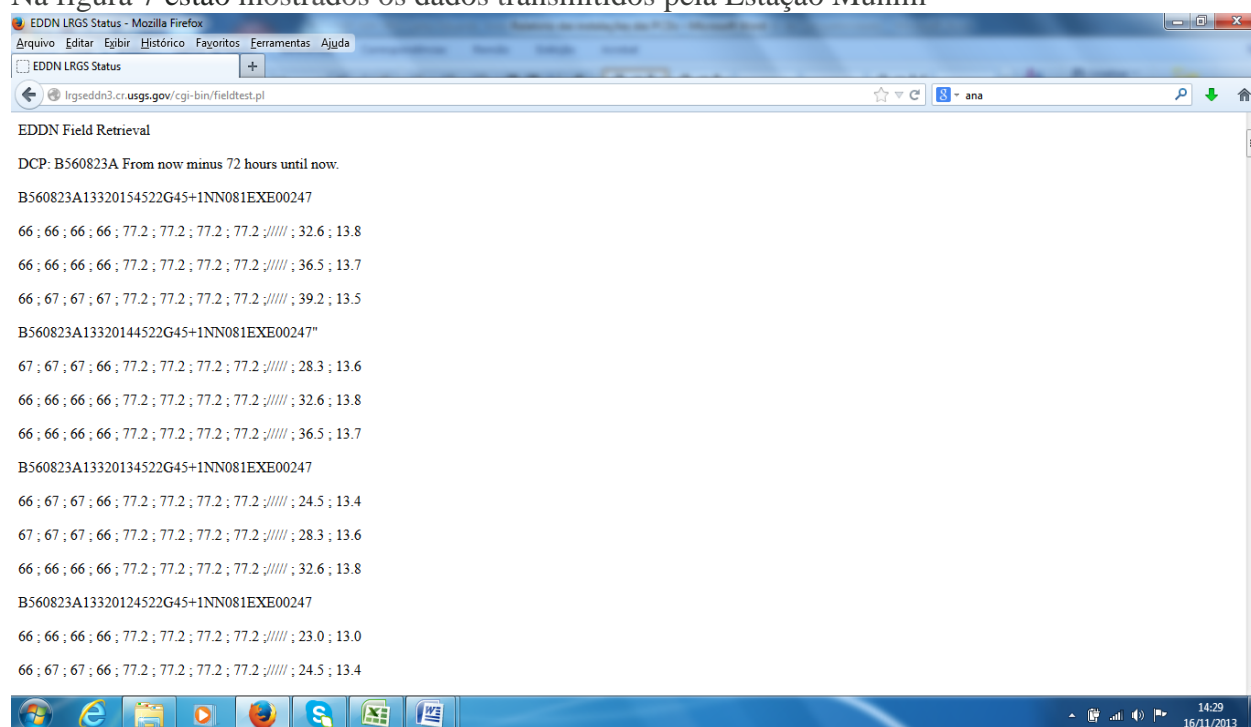 Na figura 7 estão mostrados os dados transmitidos pela Estação
EDDN LRGS Status - Mozilla Firefox
Arquivo Editar Exibir Histórico Favoritos Ferramentas Ajuda
EDDN LRGS Status +
lrgseddn3.cr.usgs.gov/cgi-bin/fieldtest.pl
ana
EDDN Field Retrieval
DCP: B560823A From now minus 72 hours until now.
B560823A13320154522G45+1NN081EXE00247
66 ; 66 ; 66 ; 66 ; 77.2 ; 77.2 ; 77.2 ; 77.2 ;///// ; 32.6 ; 13.8
66 ; 66 ; 66 ; 66 ; 77.2 ; 77.2 ; 77.2 ; 77.2 ;///// ; 36.5 ; 13.7
66 ; 67 ; 67 ; 67 ; 77.2 ; 77.2 ; 77.2 ; 77.2 ;///// ; 39.2 ; 13.5
B560823A13320144522G45+1NN081EXE00247"
67 ; 67 ; 67 ; 66 ; 77.2 ; 77.2 ; 77.2 ; 77.2 ;///// ; 28.3 ; 13.6
66 ; 66 ; 66 ; 66 ; 77.2 ; 77.2 ; 77.2 ; 77.2 ;///// ; 32.6 ; 13.8
66 ; 66 ; 66 ; 66 ; 77.2 ; 77.2 ; 77.2 ; 77.2 ;///// ; 36.5 ; 13.7
B560823A13320134522G45+1NN081EXE00247
66 ; 67 ; 67 ; 66 ; 77.2 ; 77.2 ; 77.2 ; 77.2 ;///// ; 24.5 ; 13.4
67 ; 67 ; 67 ; 66 ; 77.2 ; 77.2 ; 77.2 ; 77.2 ;///// ; 28.3 ; 13.6
66 ; 66 ; 66 ; 66 ; 77.2 ; 77.2 ; 77.2 ; 77.2 ;///// ; 32.6 ; 13.8
B560823A13320124522G45+1NN081EXE00247
66 ; 66 ; 66 ; 66 ; 77.2 ; 77.2 ; 77.2 ; 77.2 ;///// ; 23.0 ; 13.0
66 ; 67 ; 67 ; 66 ; 77.2 ; 77.2 ; 77.2 ; 77.2 ;///// ; 24.5 ; 13.4
14:29
16/11/2013